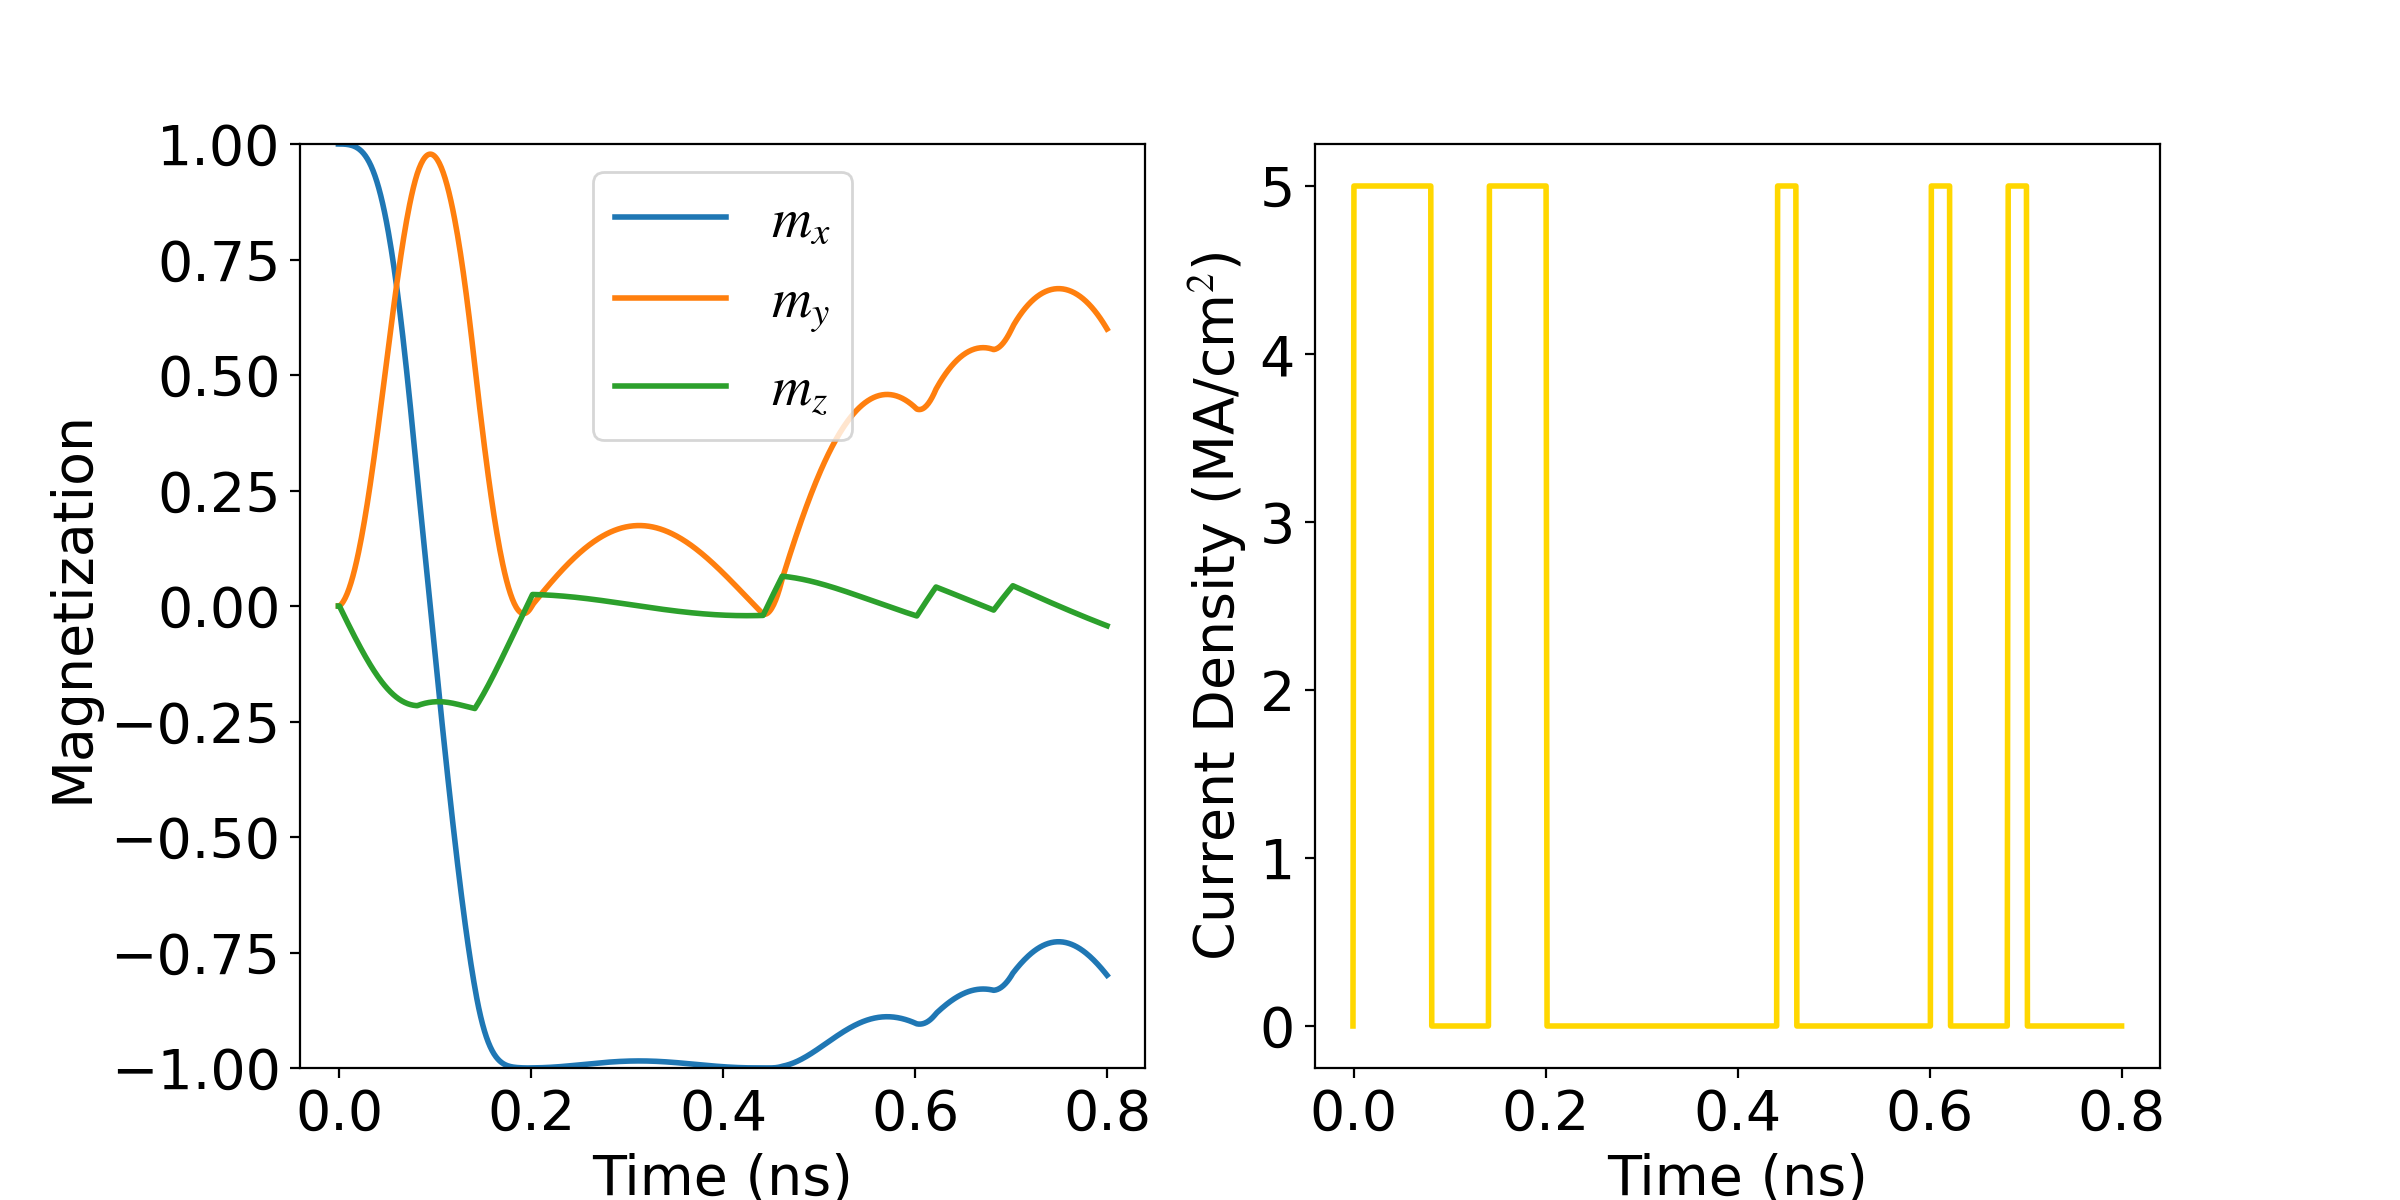 Magnetization
1.00
0.75
0.50
0.25
0.00
−0.25
−0.50
−0.75
−1.00
0.0 0.2 0.4 0.6 0.8
Time (ns)
m_x
m_y
m_z
Current Density (MA/cm²)
5
4
3
2
1
0
0.0 0.2 0.4 0.6 0.8
Time (ns)